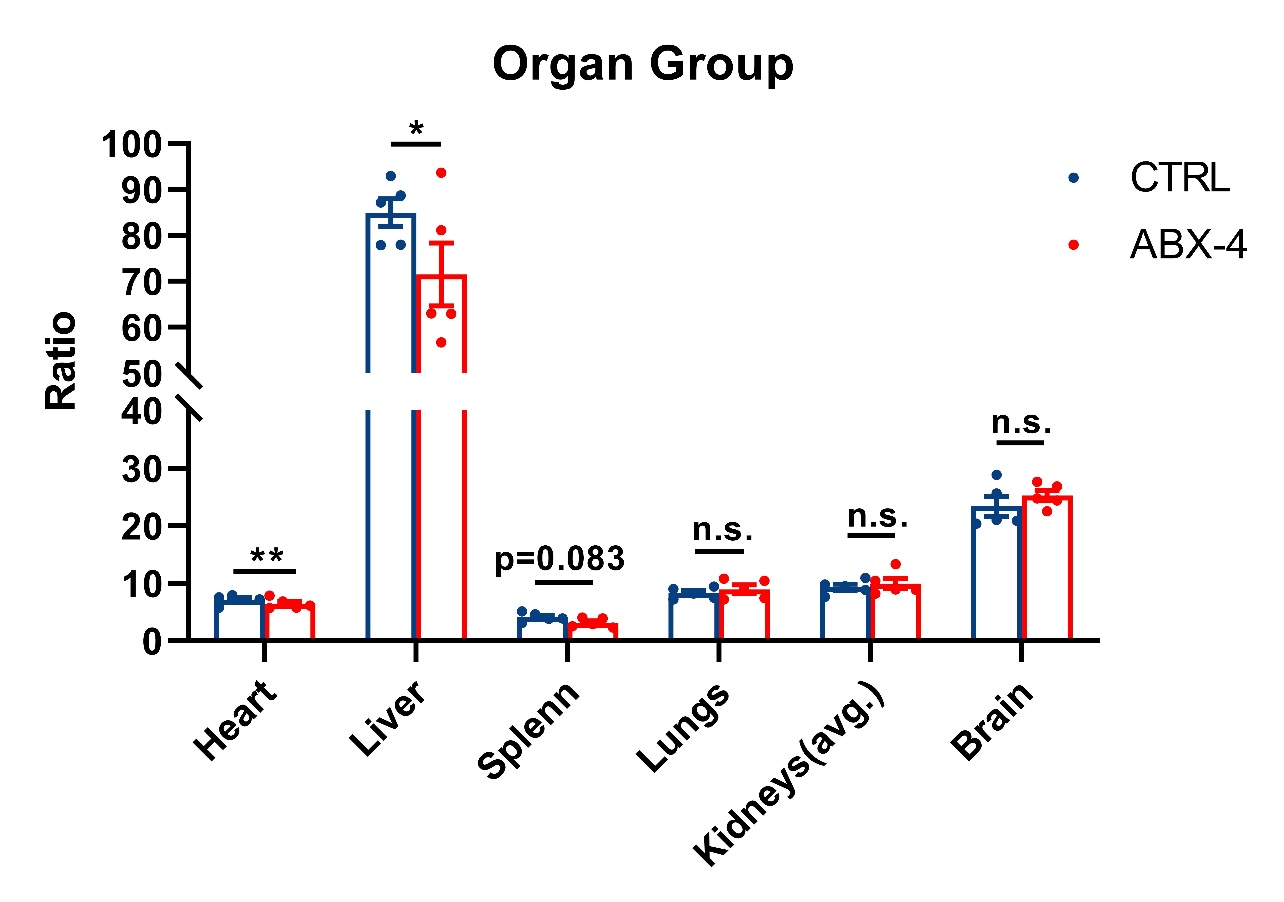 Organ Group
Ratio
100
90
80
70
60
50
40
30
20
10
0
*
**
p=0.083
n.s.
n.s.
n.s.
CTRL
ABX-4
Heart
Liver
Splenn
Lungs
Kidneys(avg.)
Brain